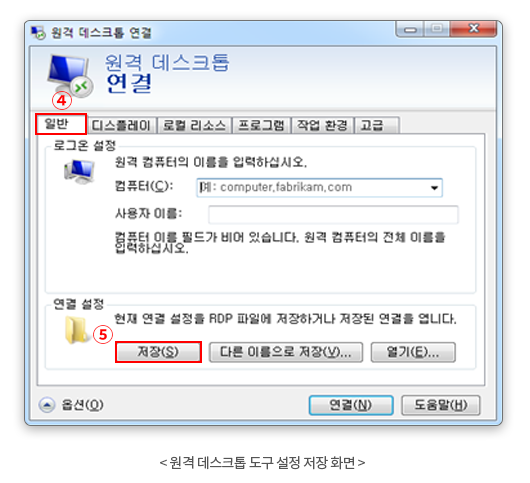 원격 데스크톱 연결
원격 데스크톱
연결
④
일반 디스플레이 로컬 리소스 프로그램 작업 환경 고급
로그온 설정
원격 컴퓨터의 이름을 입력하십시오.
컴퓨터(C): 예: computer.fabrikam.com
사용자 이름:
컴퓨터 이름 필드가 비어 있습니다. 원격 컴퓨터의 전체 이름을
입력하십시오.
연결 설정
현재 연결 설정을 RDP 파일에 저장하거나 저장된 연결을 엽니다.
⑤
저장(S) 다른 이름으로 저장(V)... 열기(E)...
옵션(O) 연결(N) 도움말(H)
< 원격 데스크톱 도구 설정 저장 화면 >